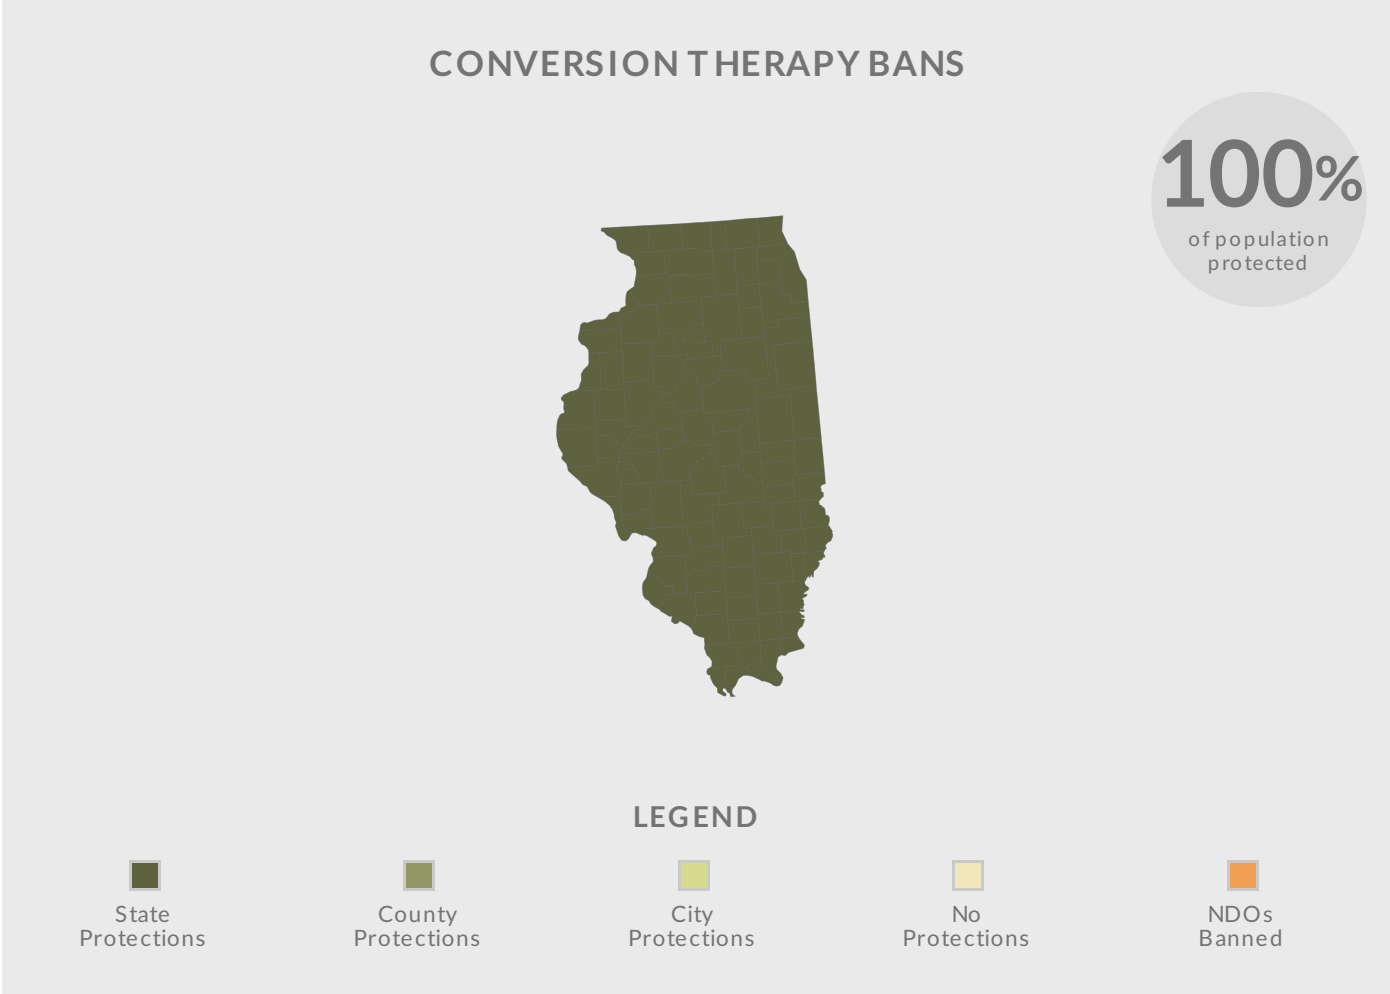 CONVERSION THERAPY BANS
100%
of population
protected
LEGEND
State
Protections
County
Protections
City
Protections
No
Protections
NDOs
Banned